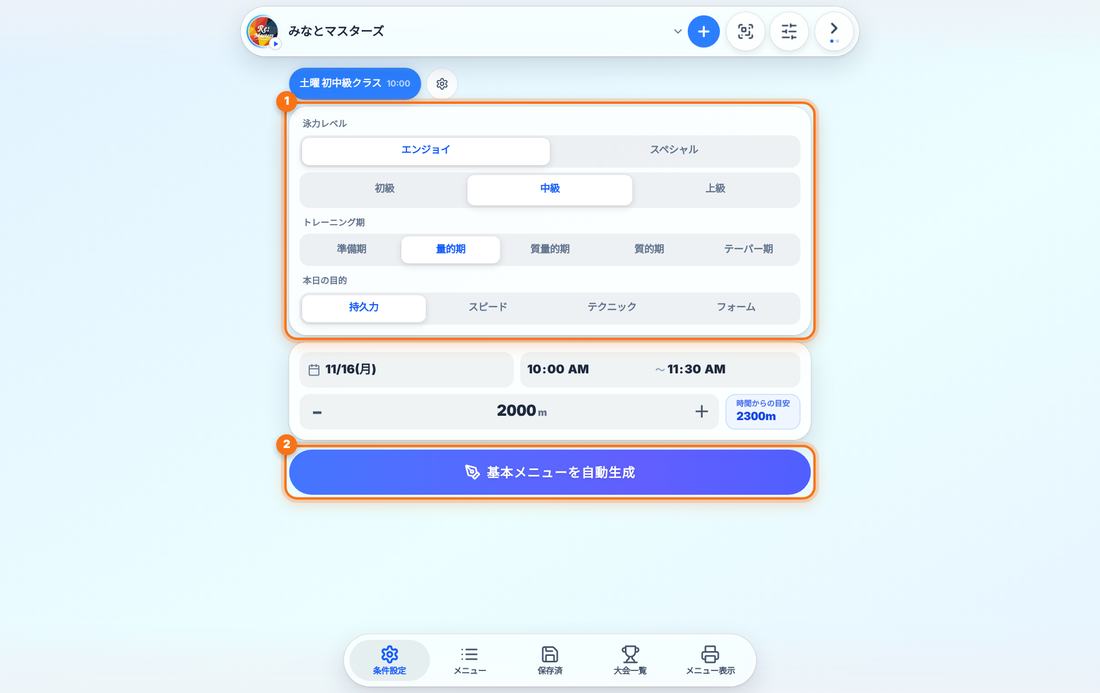 みなとマスターズ
土曜 初中級クラス 10:00
1
泳力レベル
エンジョイ スペシャル
初級 中級 上級
トレーニング期
準備期 量的期 質量的期 質的期 テーパー期
本日の目的
持久力 スピード テクニック フォーム
11/16(月) 10:00 AM ～ 11:30 AM
− 2000 m + 時間からの目安
2300m
2
基本メニューを自動生成
条件設定 メニュー 保存済 大会一覧 メニュー表示